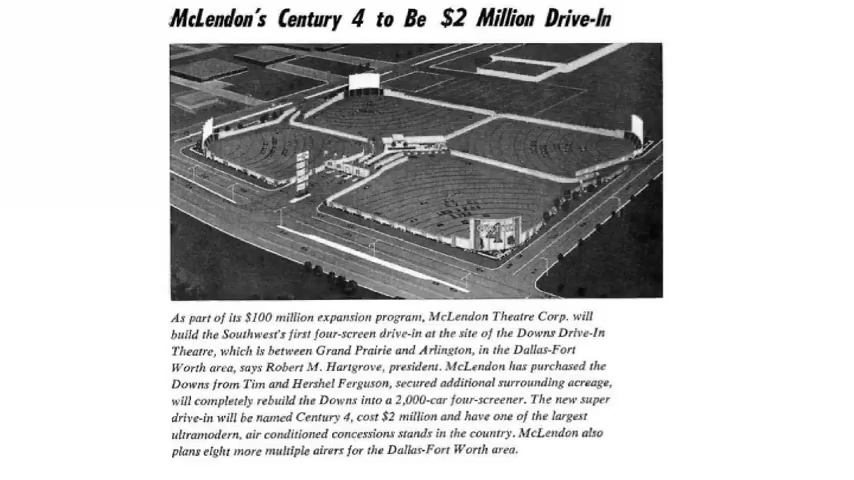 McLendon's Century 4 to Be $2 Million Drive-In
As part of its $100 million expansion program, McLendon Theatre Corp. will
build the Southwest's first four-screen drive-in at the site of the Downs Drive-In
Theatre, which is between Grand Prairie and Arlington, in the Dallas-Fort
Worth area, says Robert M. Hartgrove, president. McLendon has purchased the
Downs from Tim and Hershel Ferguson, secured additional surrounding acreage,
will completely rebuild the Downs into a 2,000-car four-screener. The new super
drive-in will be named Century 4, cost $2 million and have one of the largest
ultramodern, air conditioned concessions stands in the country. McLendon also
plans eight more multiple airers for the Dallas-Fort Worth area.